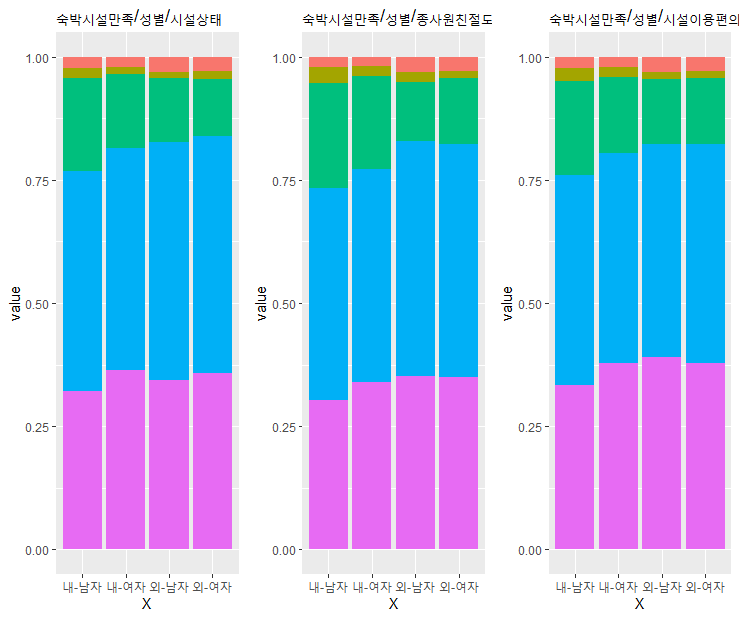 숙박시설만족/성별/시설상태
value
1.00
0.75
0.50
0.25
0.00
내-남자 내-여자 외-남자 외-여자
X
숙박시설만족/성별/종사원친절도
value
1.00
0.75
0.50
0.25
0.00
내-남자 내-여자 외-남자 외-여자
X
숙박시설만족/성별/시설이용편의
value
1.00
0.75
0.50
0.25
0.00
내-남자 내-여자 외-남자 외-여자
X